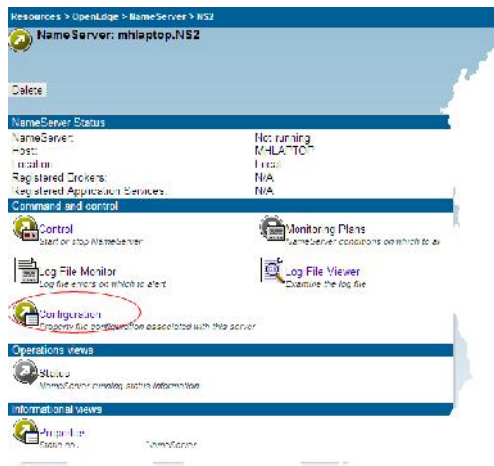 Resources > OpenEdge > NameServer > NS2
NameServer: mhlaptop.NS2
Delete
NameServer Status
NameServer: Not running
Host: MHLAPTOP
Location: Local
Registered Brokers: N/A
Registered Application Services: N/A
Command and control
Control
Start or stop NameServer
Monitoring Plans
NameServer conditions on which to al
Log File Monitor
Log file errors on which to alert
Log File Viewer
Examine the log file
Configuration
Property file configuration associated with this server
Operations views
Status
NameServer running status information
Informational views
Properties
NameServer